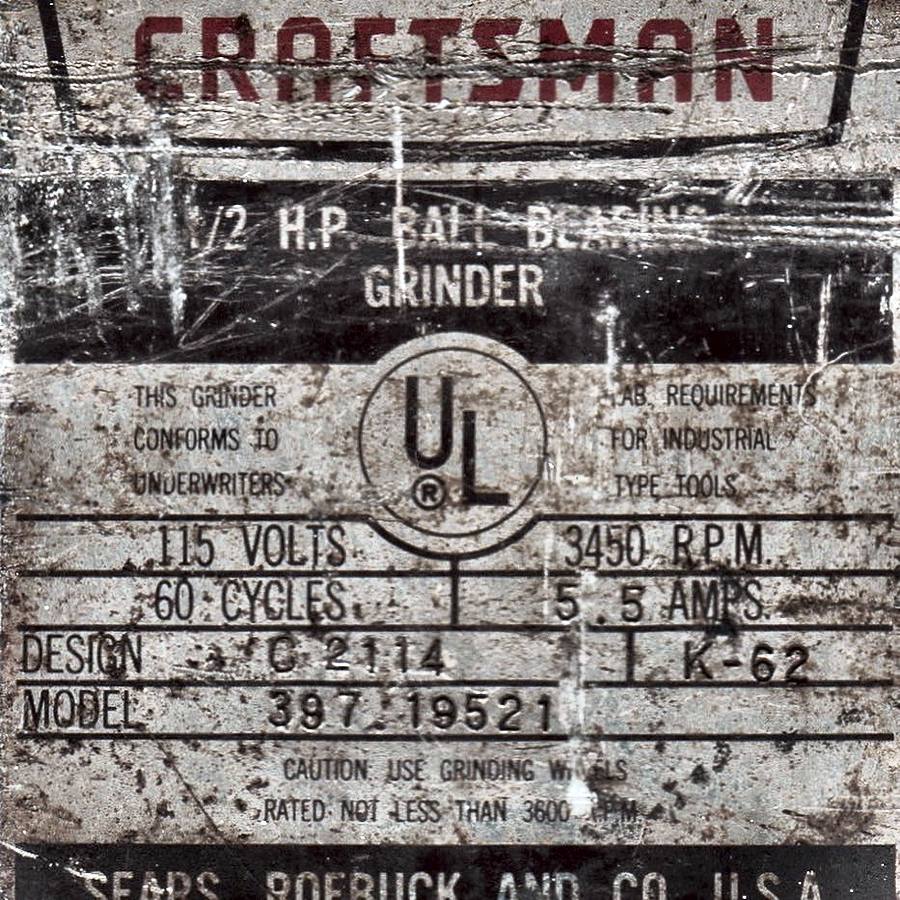 CRAFTSMAN
1/2 H.P. BALL BEARING
GRINDER
THIS GRINDER
CONFORMS TO
UNDERWRITERS
UL
®
LAB. REQUIREMENTS
FOR INDUSTRIAL
TYPE TOOLS
115 VOLTS 3450 R.P.M.
60 CYCLES 5.5 AMPS.
DESIGN C 2114 K-62
MODEL 397.19521
CAUTION: USE GRINDING WHEELS
RATED NOT LESS THAN 3600 R.P.M.
SEARS, ROEBUCK AND CO. U.S.A.